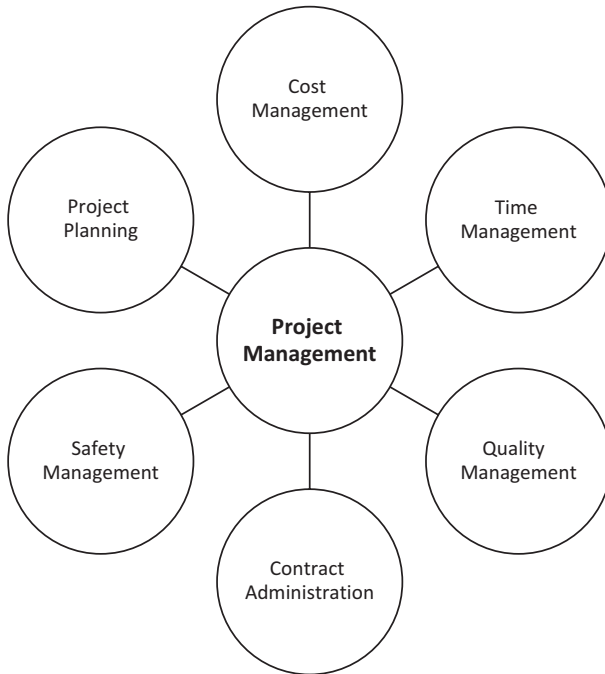 Cost
Management
Project
Planning
Time
Management
Project
Management
Safety
Management
Quality
Management
Contract
Administration